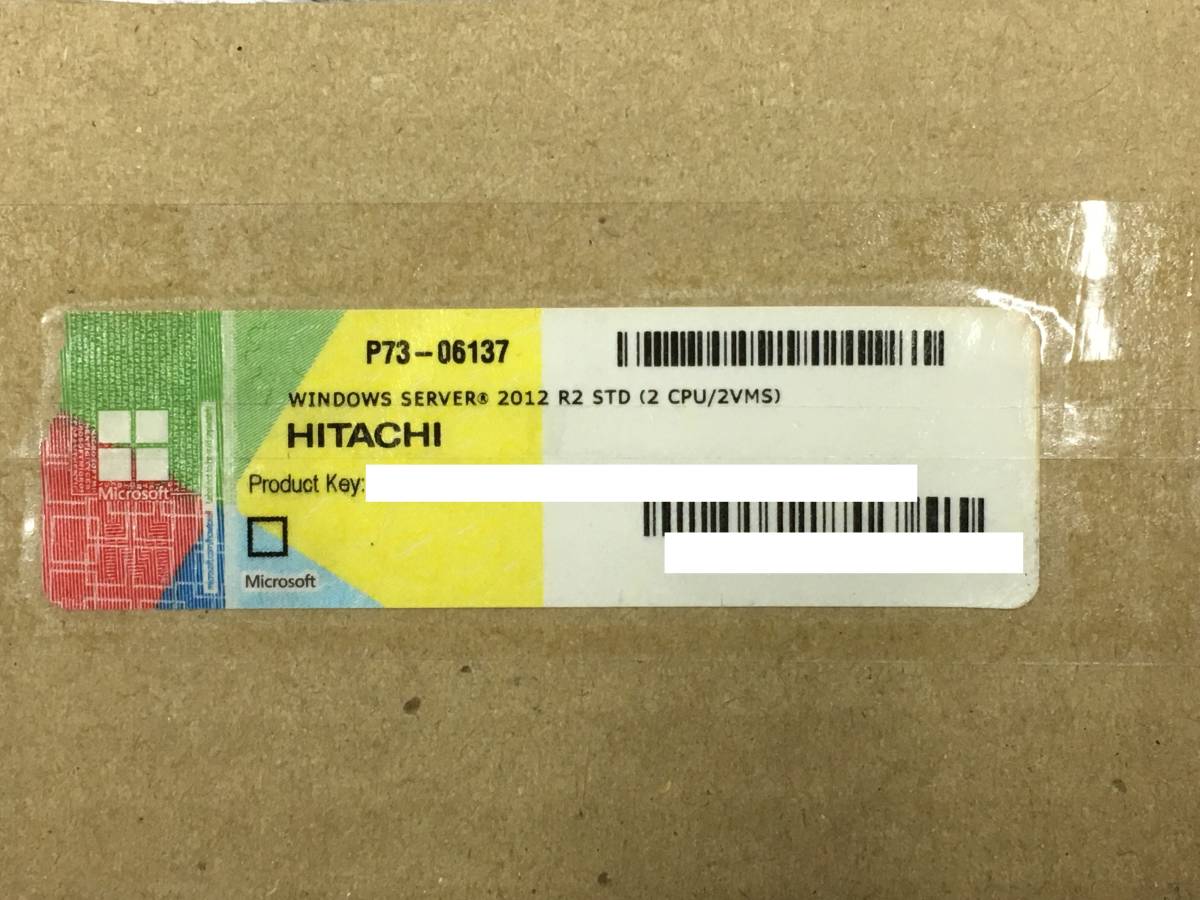 P73-06137
WINDOWS SERVER® 2012 R2 STD (2 CPU/2VMS)
HITACHI
Product Key:
Microsoft
Microsoft